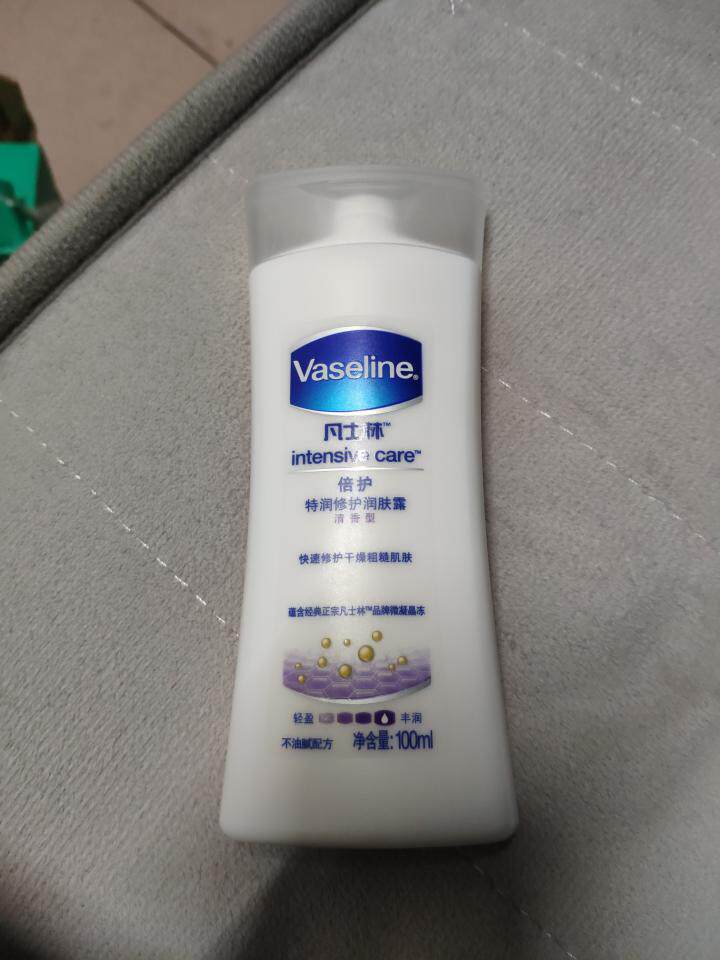 Vaseline®
凡士林™
intensive care™
倍护
特润修护润肤露
清香型
快速修护干燥粗糙肌肤
蕴含经典正宗凡士林™品牌微凝晶冻
轻盈 丰润
不油腻配方 净含量:100ml